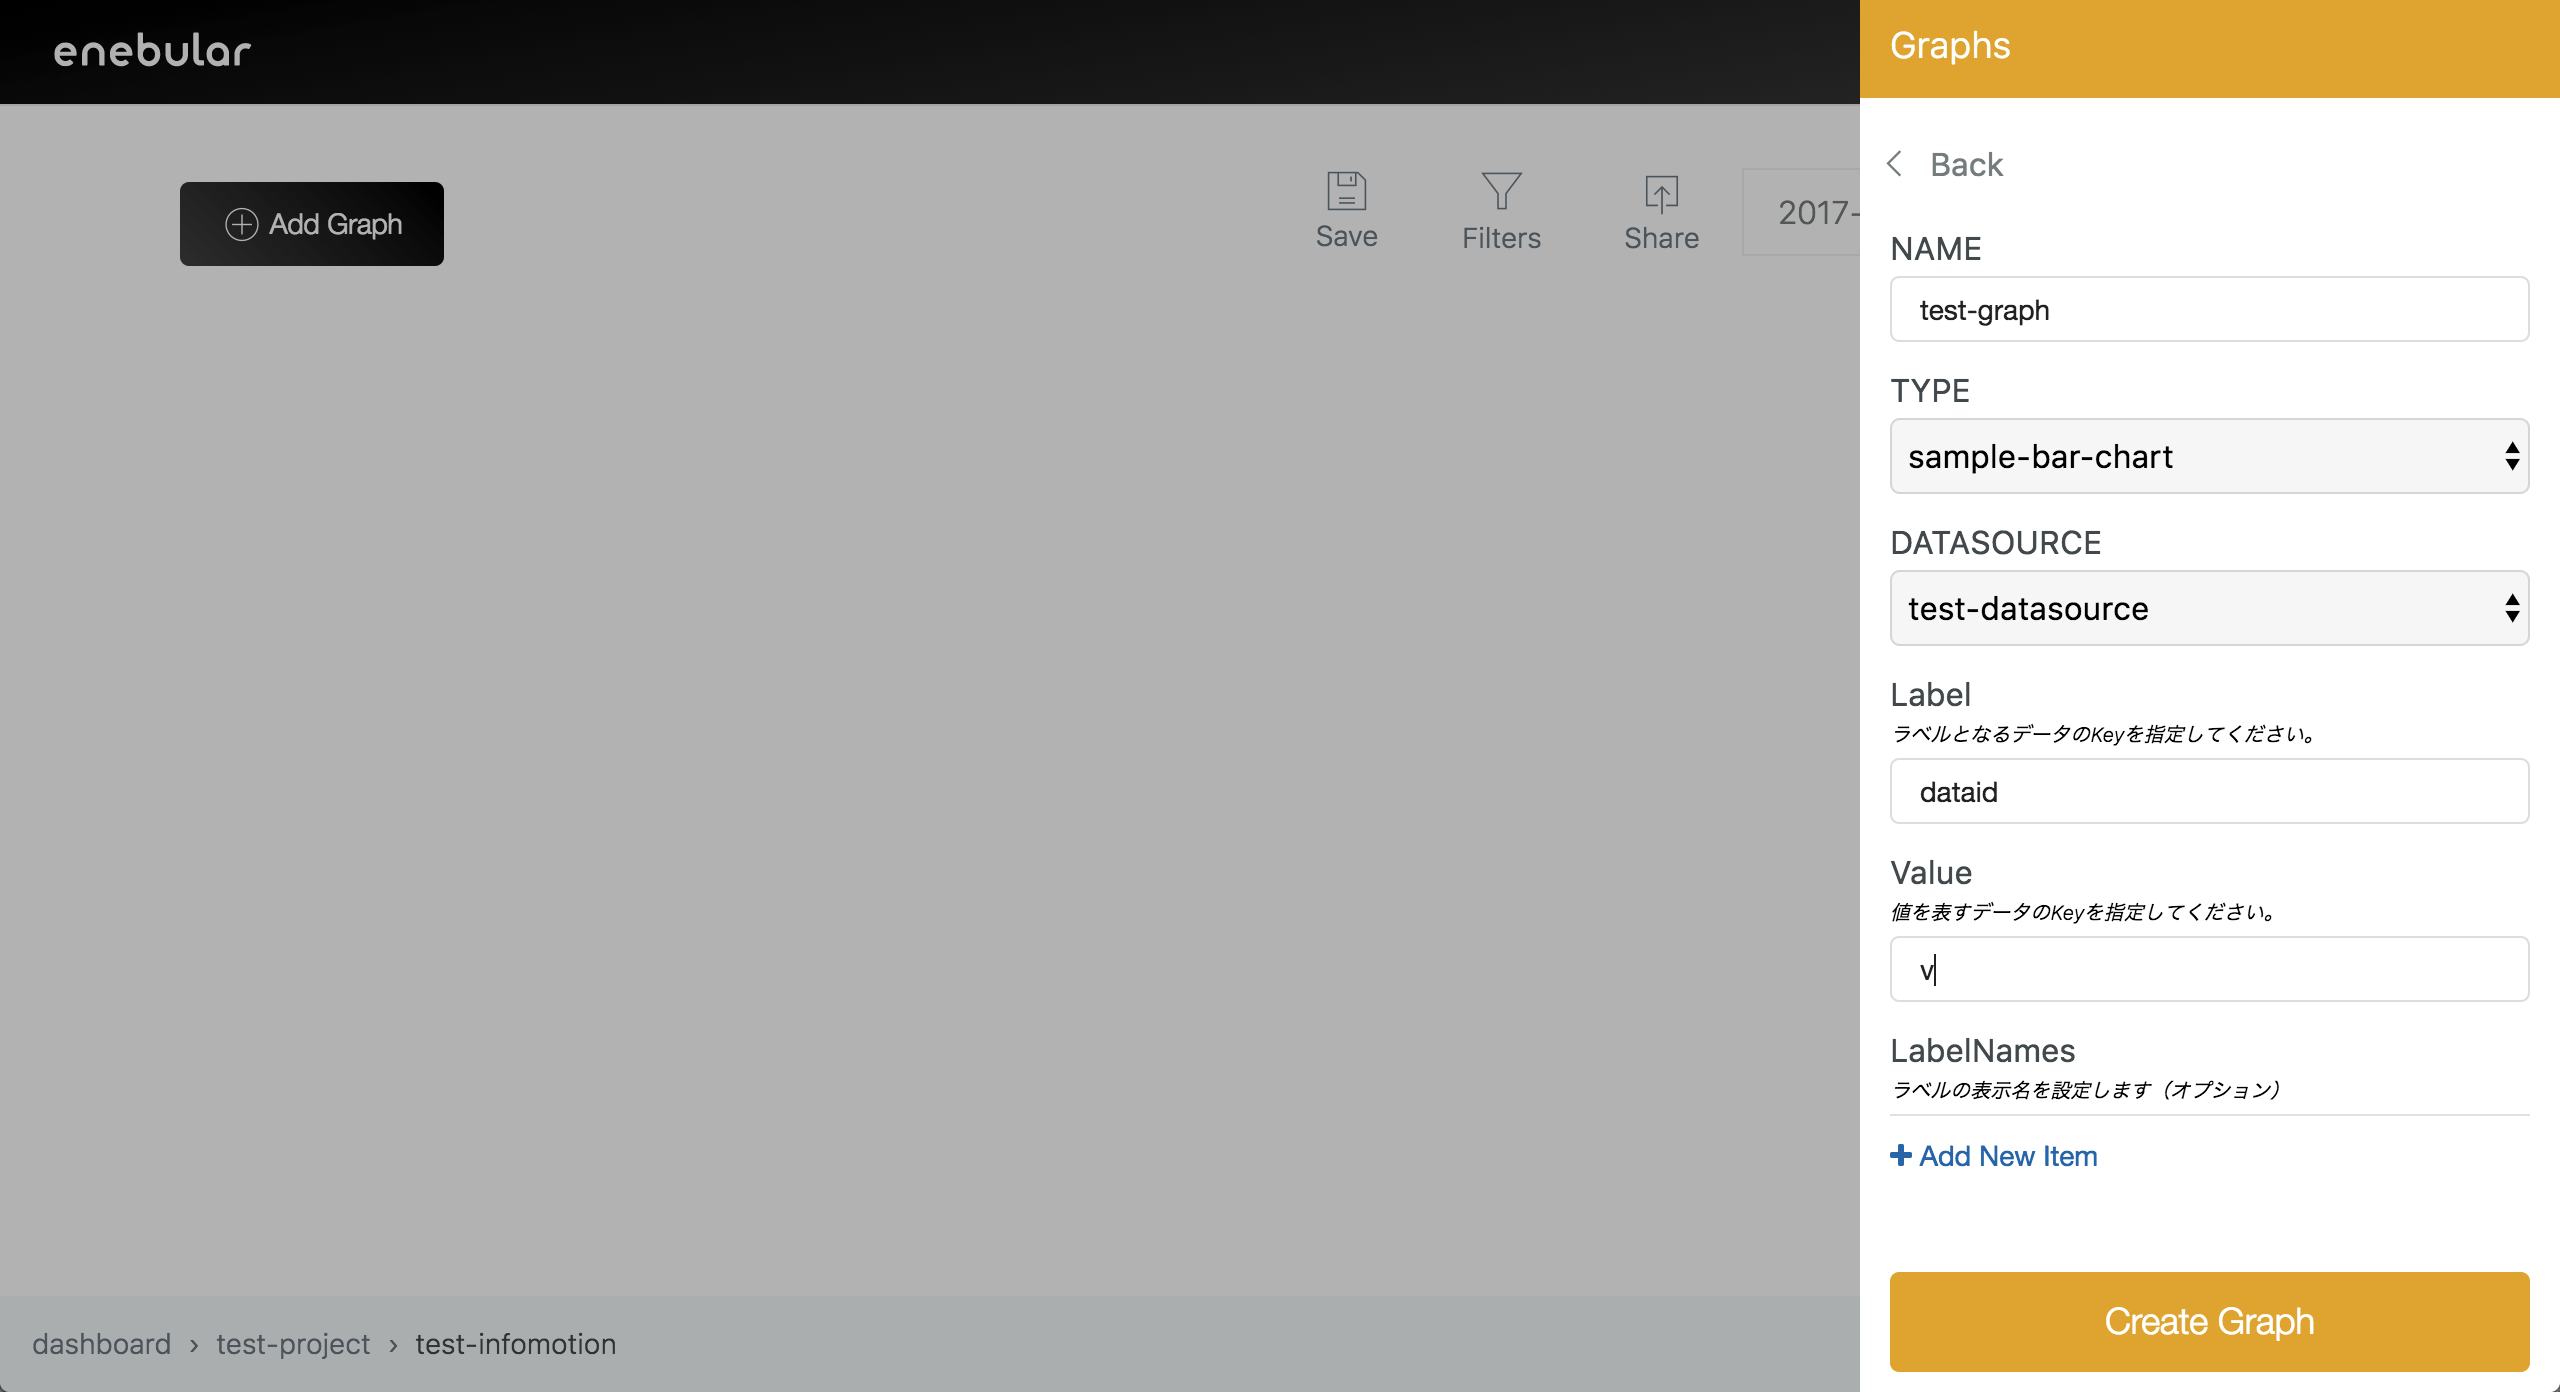 enebular
Add Graph
Save
Filters
Share
2017-
Graphs
Back
NAME
test-graph
TYPE
sample-bar-chart
DATASOURCE
test-datasource
Label
ラベルとなるデータのKeyを指定してください。
dataid
Value
値を表すデータのKeyを指定してください。
v
LabelNames
ラベルの表示名を設定します（オプション）
Add New Item
Create Graph
dashboard › test-project › test-infomotion